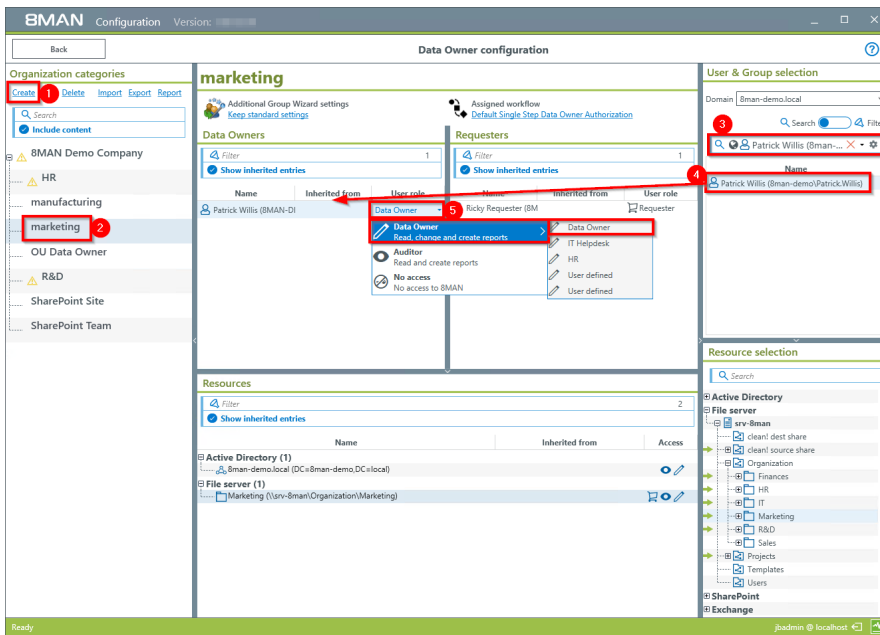 8MAN Configuration Version:
Back
Data Owner configuration
Organization categories
Create Delete Import Export Report
1
Search
Include content
8MAN Demo Company
HR
manufacturing
marketing
2
OU Data Owner
R&D
SharePoint Site
SharePoint Team
marketing
Additional Group Wizard settings
Keep standard settings
Assigned workflow
Default Single Step Data Owner Authorization
Data Owners
Filter 1
Show inherited entries
Name Inherited from User role
Patrick Willis (8MAN-DI Data Owner
5
Data Owner
Read, change and create reports
Auditor
Read and create reports
No access
No access to 8MAN
Data Owner
IT Helpdesk
HR
User defined
User defined
Requesters
Filter 1
Show inherited entries
Name Inherited from User role
Ricky Requester (8M Requester
Resources
Filter 2
Show inherited entries
Name Inherited from Access
Active Directory (1)
8man-demo.local (DC=8man-demo,DC=local)
File server (1)
Marketing (\\srv-8man\Organization\Marketing)
User & Group selection
Domain 8man-demo.local
3
Search Filte
Patrick Willis (8man-...
Name
4
Patrick Willis (8man-demo\Patrick.Willis)
Resource selection
Search
Active Directory
File server
srv-8man
clean! dest share
clean! source share
Organization
Finances
HR
IT
Marketing
R&D
Sales
Projects
Templates
Users
SharePoint
Exchange
Ready
jbadmin @ localhost